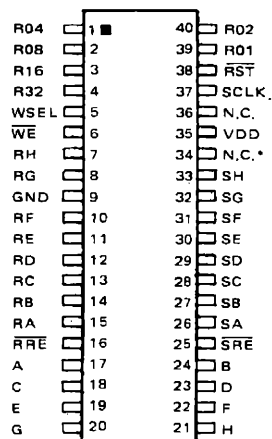 R04 1 40 R02
R08 2 39 R01
R16 3 38 RST
R32 4 37 SCLK.
WSEL 5 36 N.C.
WE 6 35 VDD
RH 7 34 N.C.*
RG 8 33 SH
GND 9 32 SG
RF 10 31 SF
RE 11 30 SE
RD 12 29 SD
RC 13 28 SC
RB 14 27 SB
RA 15 26 SA
RRE 16 25 SRE
A 17 24 B
C 18 23 D
E 19 22 F
G 20 21 H